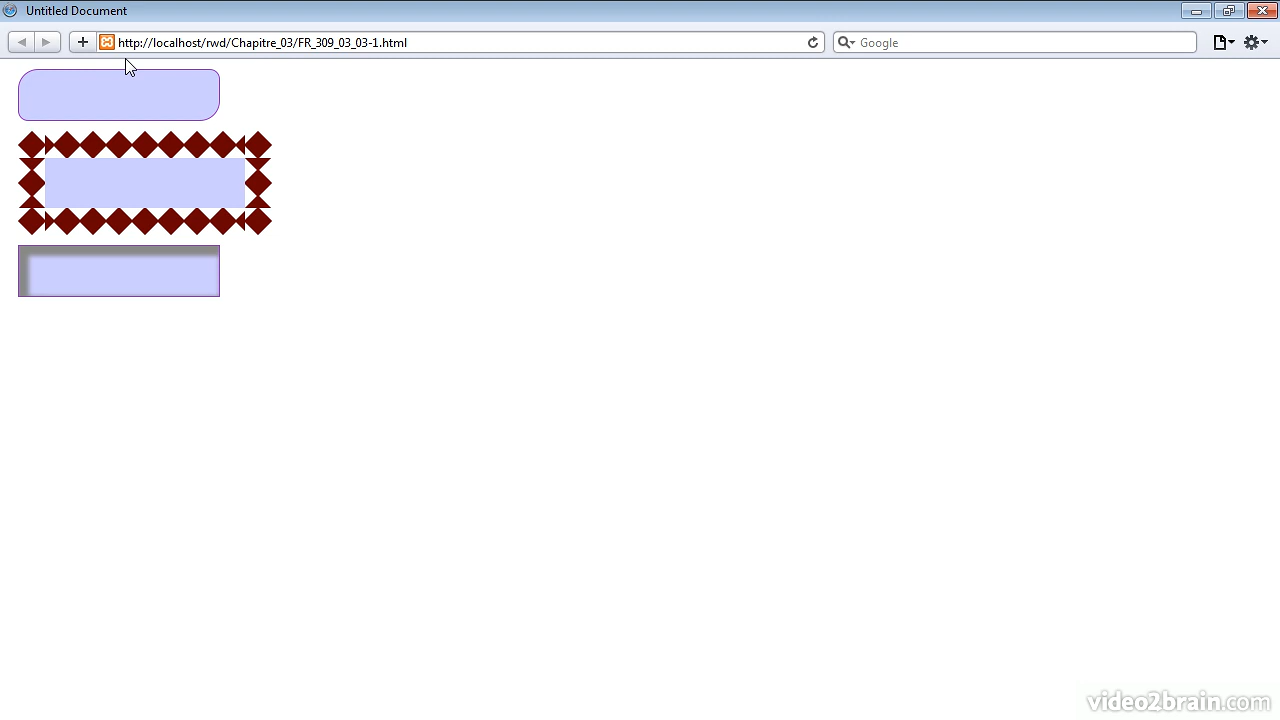 Untitled Document
http://localhost/rwd/Chapitre_03/FR_309_03_03-1.html
Google
video2brain.com